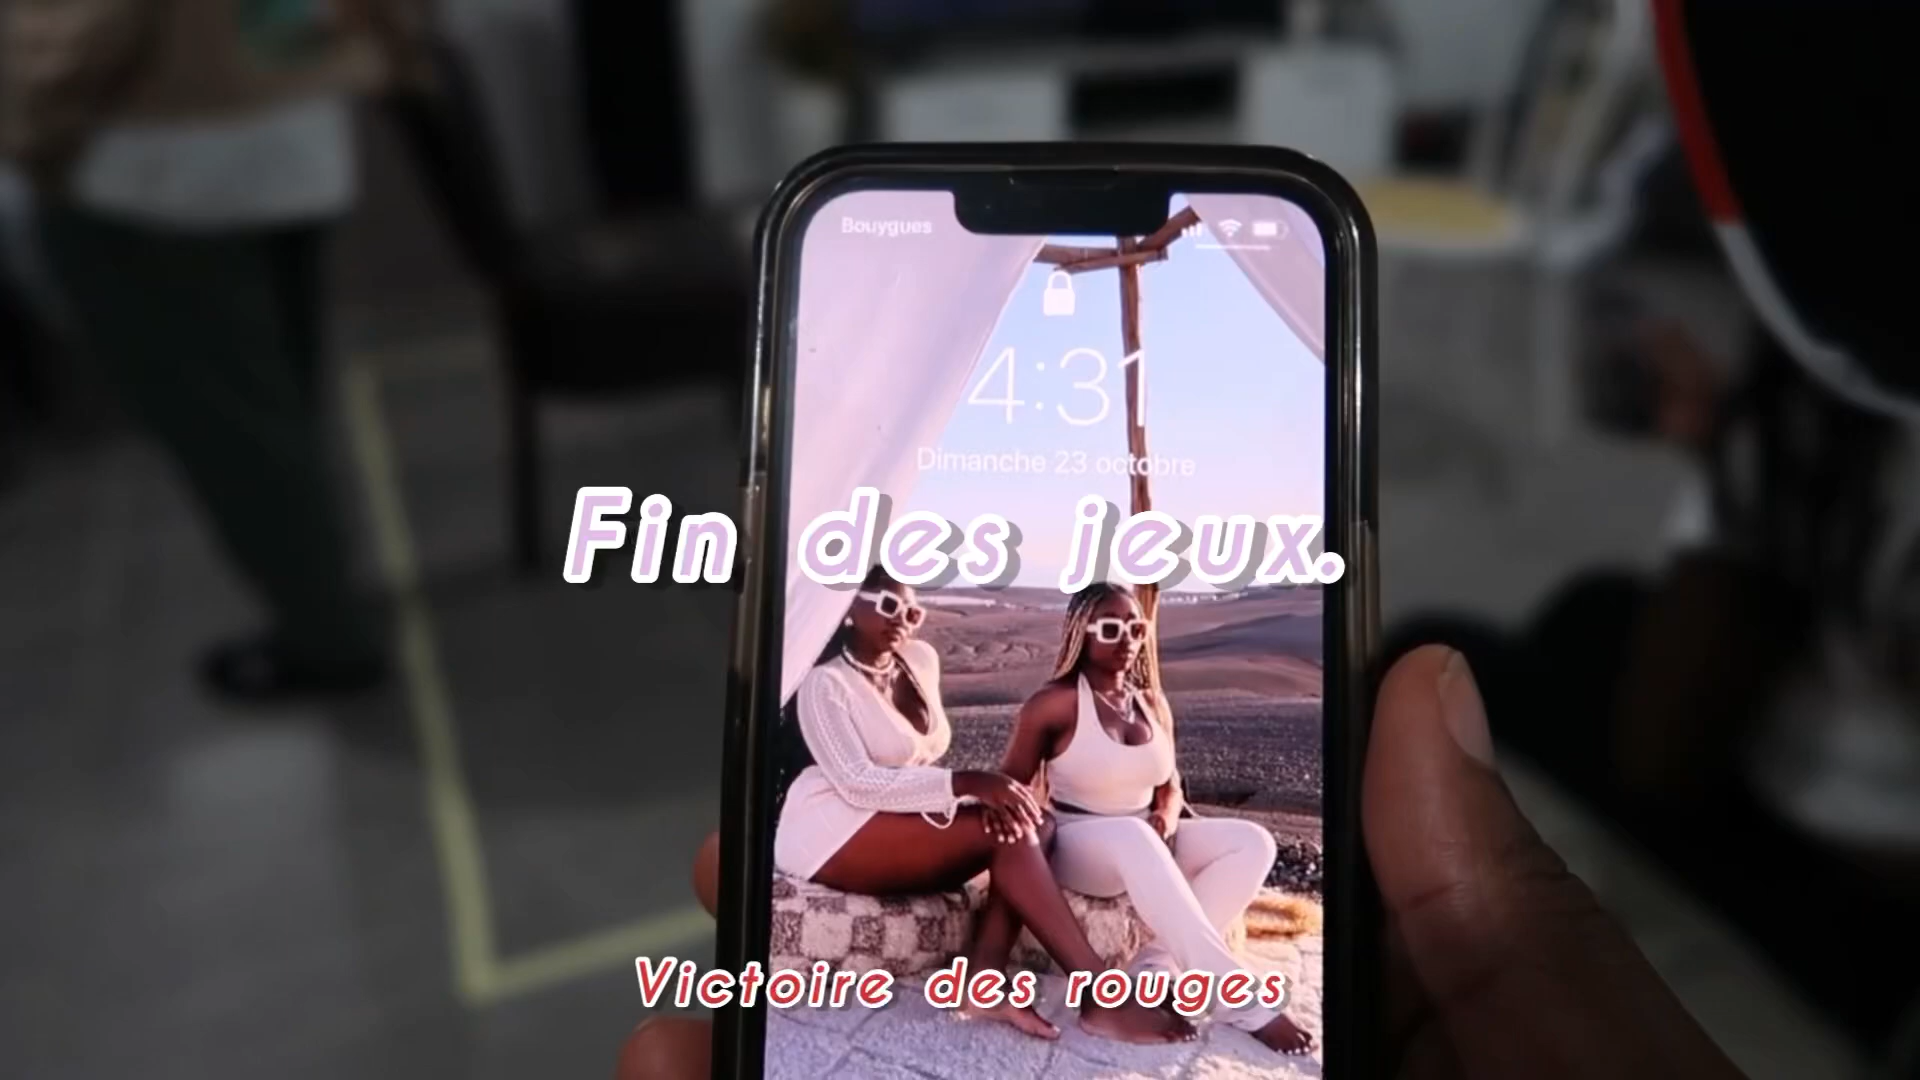 Bouygues
4:31
Dimanche 23 octobre
Fin des jeux.
Victoire des rouges